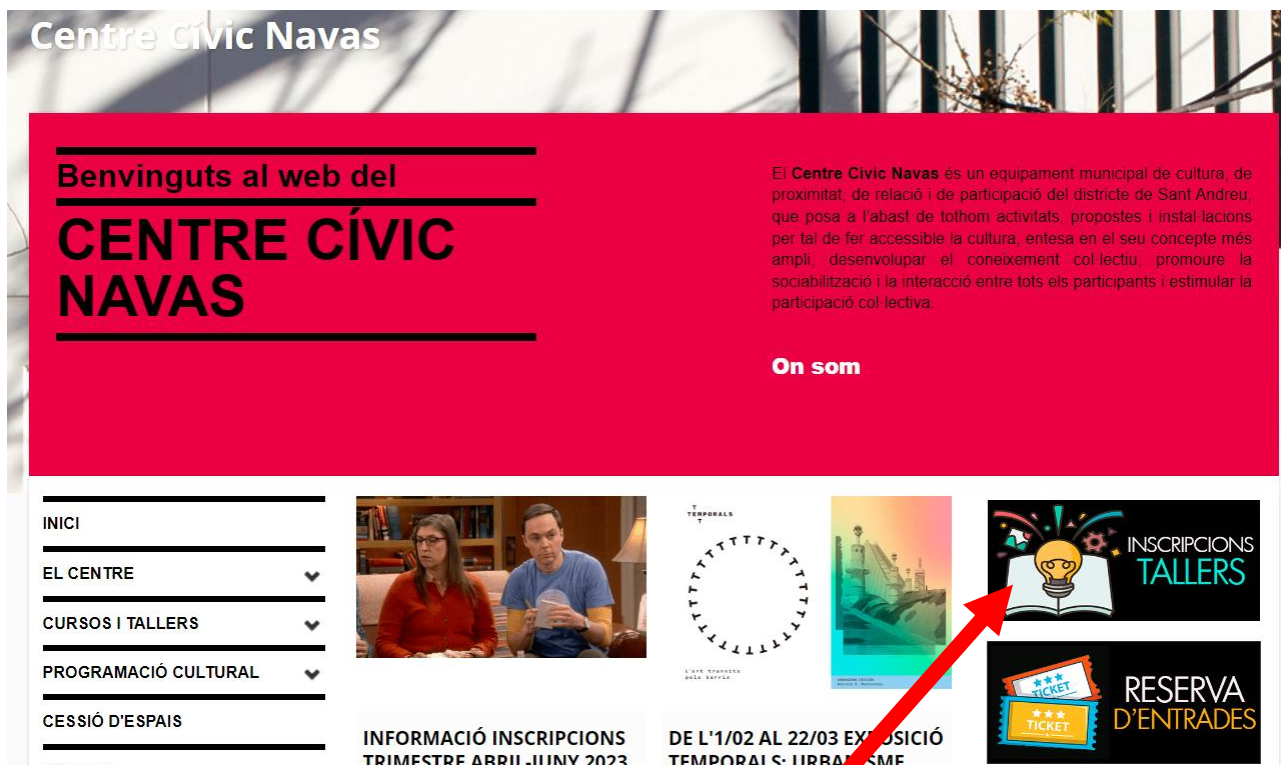 Centre Cívic Navas
Benvinguts al web del
CENTRE CÍVIC
NAVAS
El Centre Cívic Navas és un equipament municipal de cultura, de
proximitat, de relació i de participació del districte de Sant Andreu,
que posa a l'abast de tothom activitats, propostes i instal·lacions
per tal de fer accessible la cultura, entesa en el seu concepte més
ampli, desenvolupar el coneixement col·lectiu, promoure la
sociabilització i la interacció entre tots els participants i estimular la
participació col·lectiva.
On som
INICI
EL CENTRE
CURSOS I TALLERS
PROGRAMACIÓ CULTURAL
CESSIÓ D'ESPAIS
INFORMACIÓ INSCRIPCIONS
TRIMESTRE ABRIL-JUNY 2023
T
TEMPORALS
T
L'art transita
pels barris
DE L'1/02 AL 22/03 EXPOSICIÓ
TEMPORALS: URBANISME
INSCRIPCIONS
TALLERS
TICKET
TICKET
RESERVA
D'ENTRADES